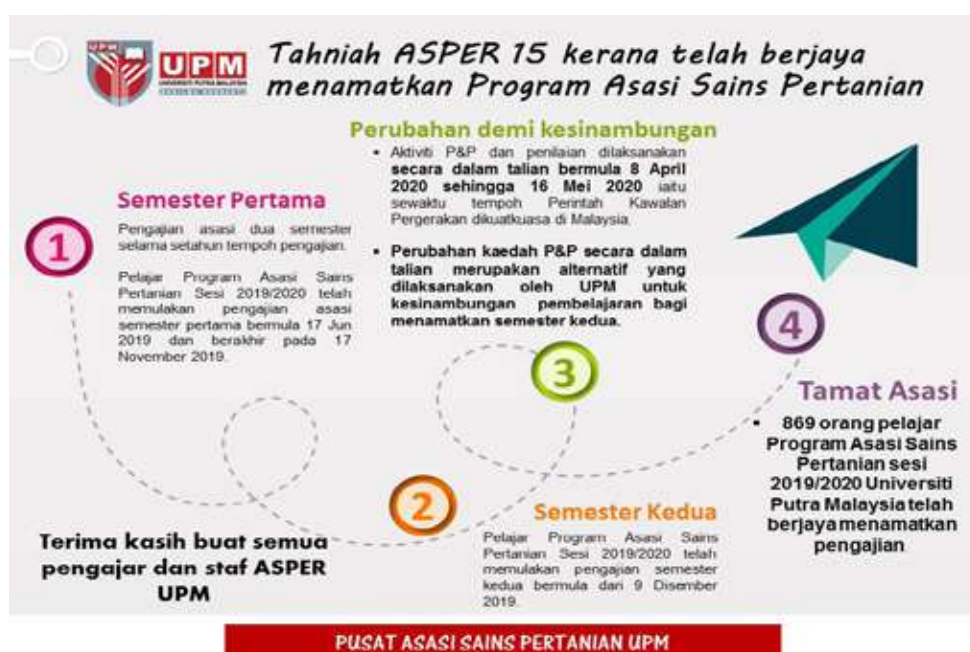 UPM
UPM
UNIVERSITI PUTRA MALAYSIA
Tahniah ASPER 15 kerana telah berjaya
menamatkan Program Asasi Sains Pertanian
1
Semester Pertama
Pengajian asasi dua semester
selama setahun tempoh pengajian.
Pelajar Program Asasi Sains
Pertanian Sesi 2019/2020 telah
memulakan pengajian asasi
semester pertama bermula 17 Jun
2019 dan berakhir pada 17
November 2019.
Perubahan demi kesinambungan
• Aktiviti P&P dan penilaian dilaksanakan
secara dalam talian bermula 8 April
2020 sehingga 16 Mei 2020 iaitu
sewaktu tempoh Perintah Kawalan
Pergerakan dikuatkuasa di Malaysia.
• Perubahan kaedah P&P secara dalam
talian merupakan alternatif yang
dilaksanakan oleh UPM untuk
kesinambungan pembelajaran bagi
menamatkan semester kedua.
3
4
Tamat Asasi
• 869 orang pelajar
Program Asasi Sains
Pertanian sesi
2019/2020 Universiti
Putra Malaysia telah
berjaya menamatkan
pengajian
2
Semester Kedua
Pelajar Program Asasi Sains
Pertanian Sesi 2019/2020 telah
memulakan pengajian semester
kedua bermula dari 9 Disember
2019.
Terima kasih buat semua
pengajar dan staf ASPER
UPM
PUSAT ASASI SAINS PERTANIAN UPM